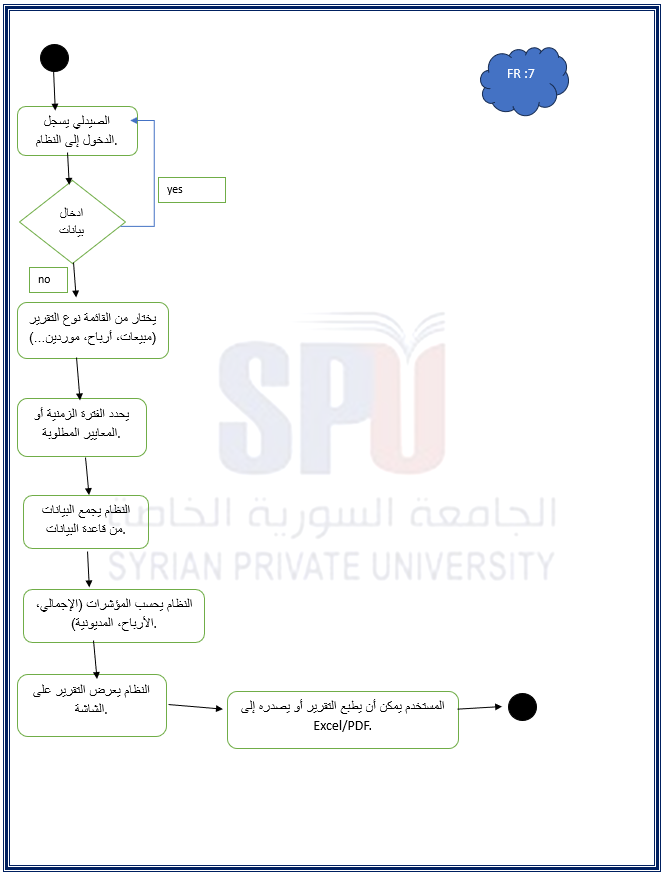 FR :7
الصيدلي يسجل
الدخول إلى النظام.
yes
ادخال
بيانات
no
يختار من القائمة نوع التقرير
(مبيعات، أرباح، موردين...)
يحدد الفترة الزمنية أو
المعايير المطلوبة.
SPU
النظام يجمع البيانات
من قاعدة البيانات.
الجامعة السورية الخاصة
SYRIAN PRIVATE UNIVERSITY
النظام يحسب المؤشرات (الإجمالي،
الأرباح، المديونية).
النظام يعرض التقرير على
الشاشة.
المستخدم يمكن أن يطبع التقرير أو يصدره إلى
Excel/PDF.